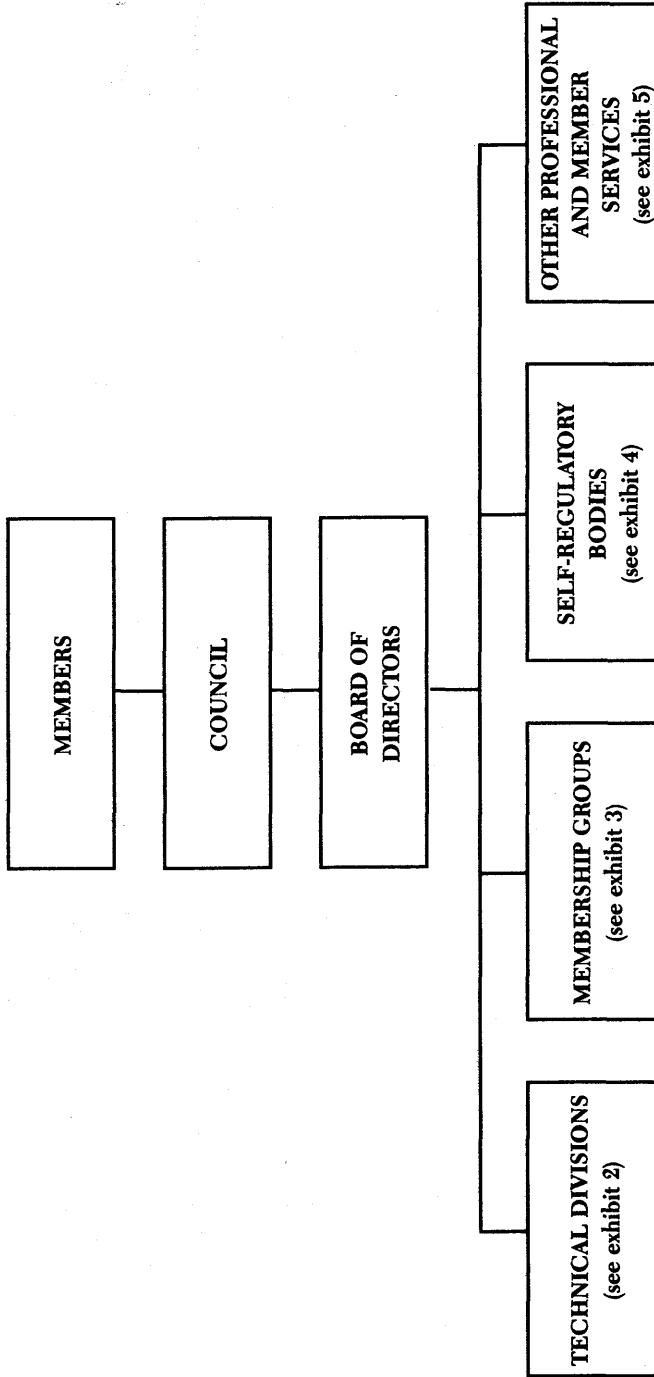 MEMBERS
COUNCIL
BOARD OF
DIRECTORS
TECHNICAL DIVISIONS
(see exhibit 2)
MEMBERSHIP GROUPS
(see exhibit 3)
SELF-REGULATORY
BODIES
(see exhibit 4)
OTHER PROFESSIONAL
AND MEMBER
SERVICES
(see exhibit 5)